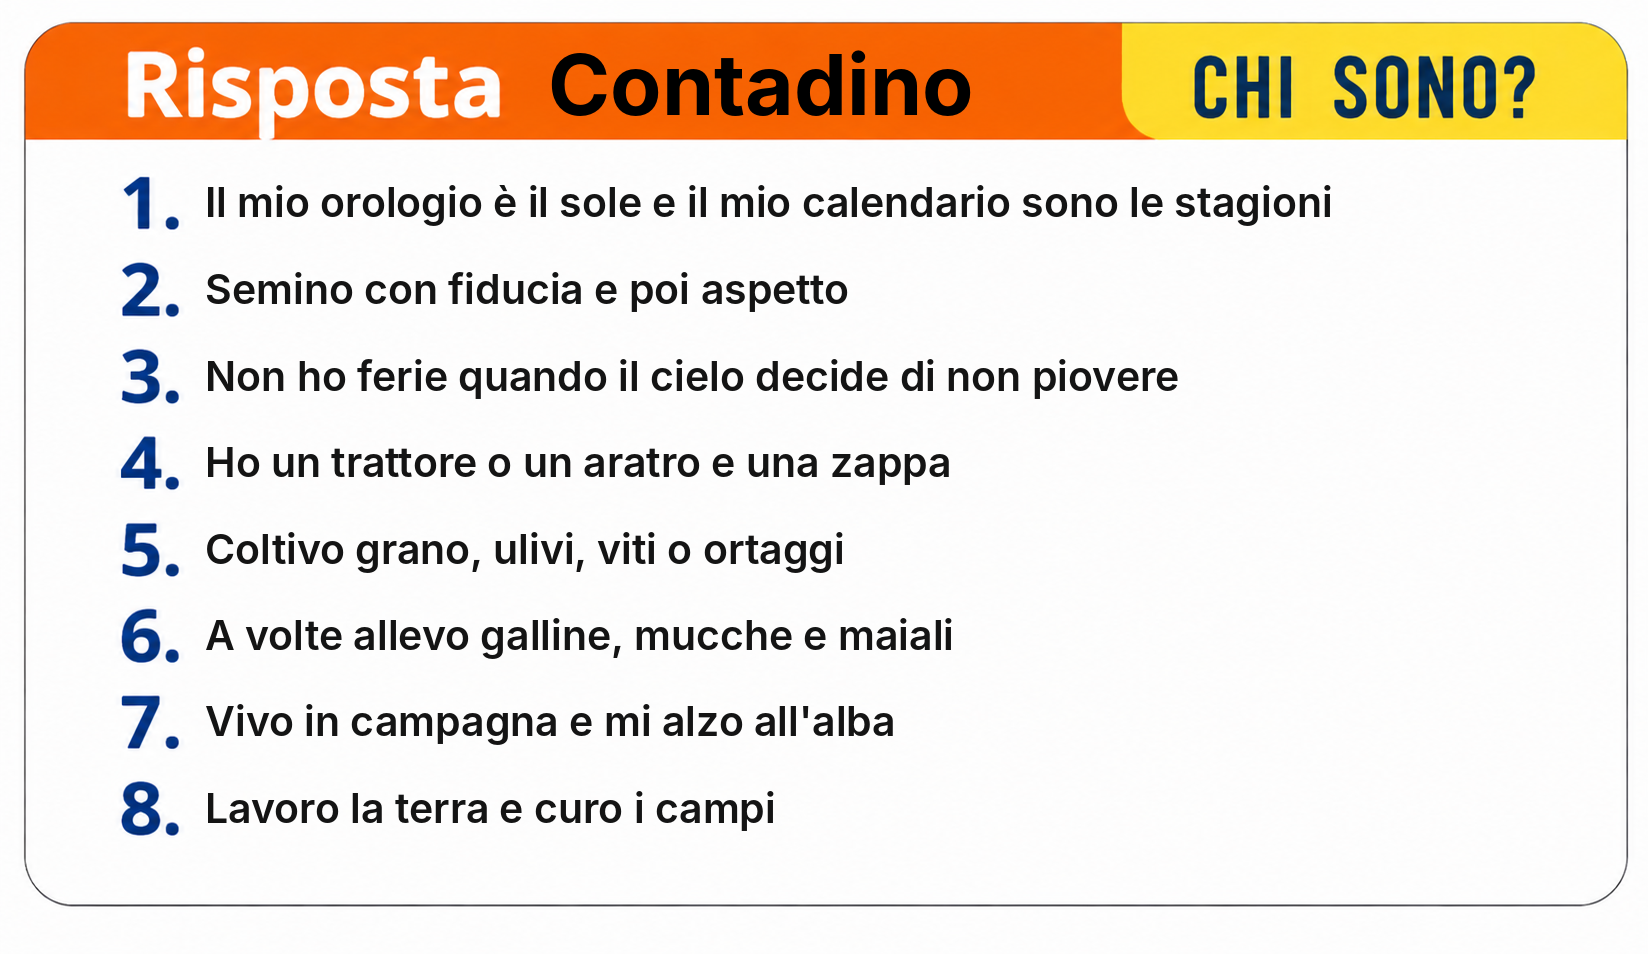 Risposta Contadino CHI SONO?
1. Il mio orologio è il sole e il mio calendario sono le stagioni
2. Semino con fiducia e poi aspetto
3. Non ho ferie quando il cielo decide di non piovere
4. Ho un trattore o un aratro e una zappa
5. Coltivo grano, ulivi, viti o ortaggi
6. A volte allevo galline, mucche e maiali
7. Vivo in campagna e mi alzo all'alba
8. Lavoro la terra e curo i campi